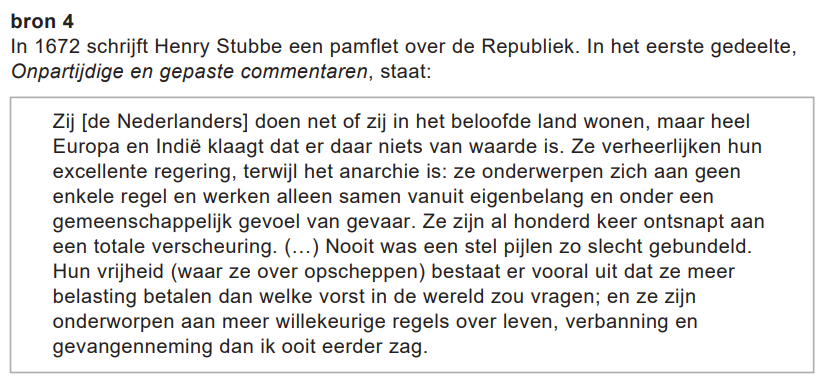 bron 4
In 1672 schrijft Henry Stubbe een pamflet over de Republiek. In het eerste gedeelte,
Onpartijdige en gepaste commentaren, staat:
Zij [de Nederlanders] doen net of zij in het beloofde land wonen, maar heel
Europa en Indië klaagt dat er daar niets van waarde is. Ze verheerlijken hun
excellente regering, terwijl het anarchie is: ze onderwerpen zich aan geen
enkele regel en werken alleen samen vanuit eigenbelang en onder een
gemeenschappelijk gevoel van gevaar. Ze zijn al honderd keer ontsnapt aan
een totale verscheuring. (…) Nooit was een stel pijlen zo slecht gebundeld.
Hun vrijheid (waar ze over opscheppen) bestaat er vooral uit dat ze meer
belasting betalen dan welke vorst in de wereld zou vragen; en ze zijn
onderworpen aan meer willekeurige regels over leven, verbanning en
gevangenneming dan ik ooit eerder zag.